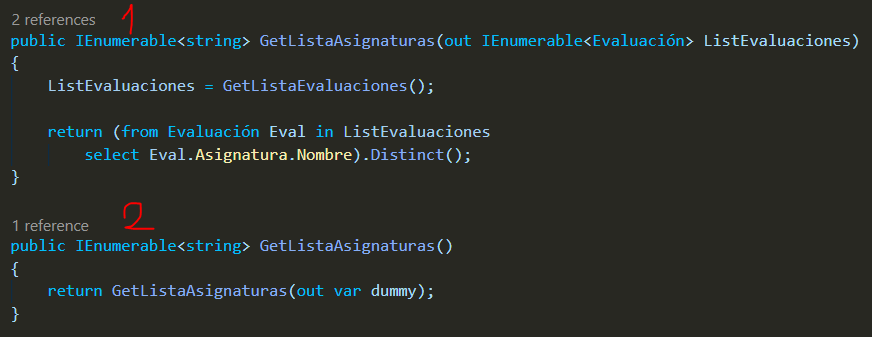 2 references 1
public IEnumerable<string> GetListaAsignaturas(out IEnumerable<Evaluación> ListEvaluaciones)
{
    ListEvaluaciones = GetListaEvaluaciones();
    return (from Evaluación Eval in ListEvaluaciones
        select Eval.Asignatura.Nombre).Distinct();
}
1 reference 2
public IEnumerable<string> GetListaAsignaturas()
{
    return GetListaAsignaturas(out var dummy);
}